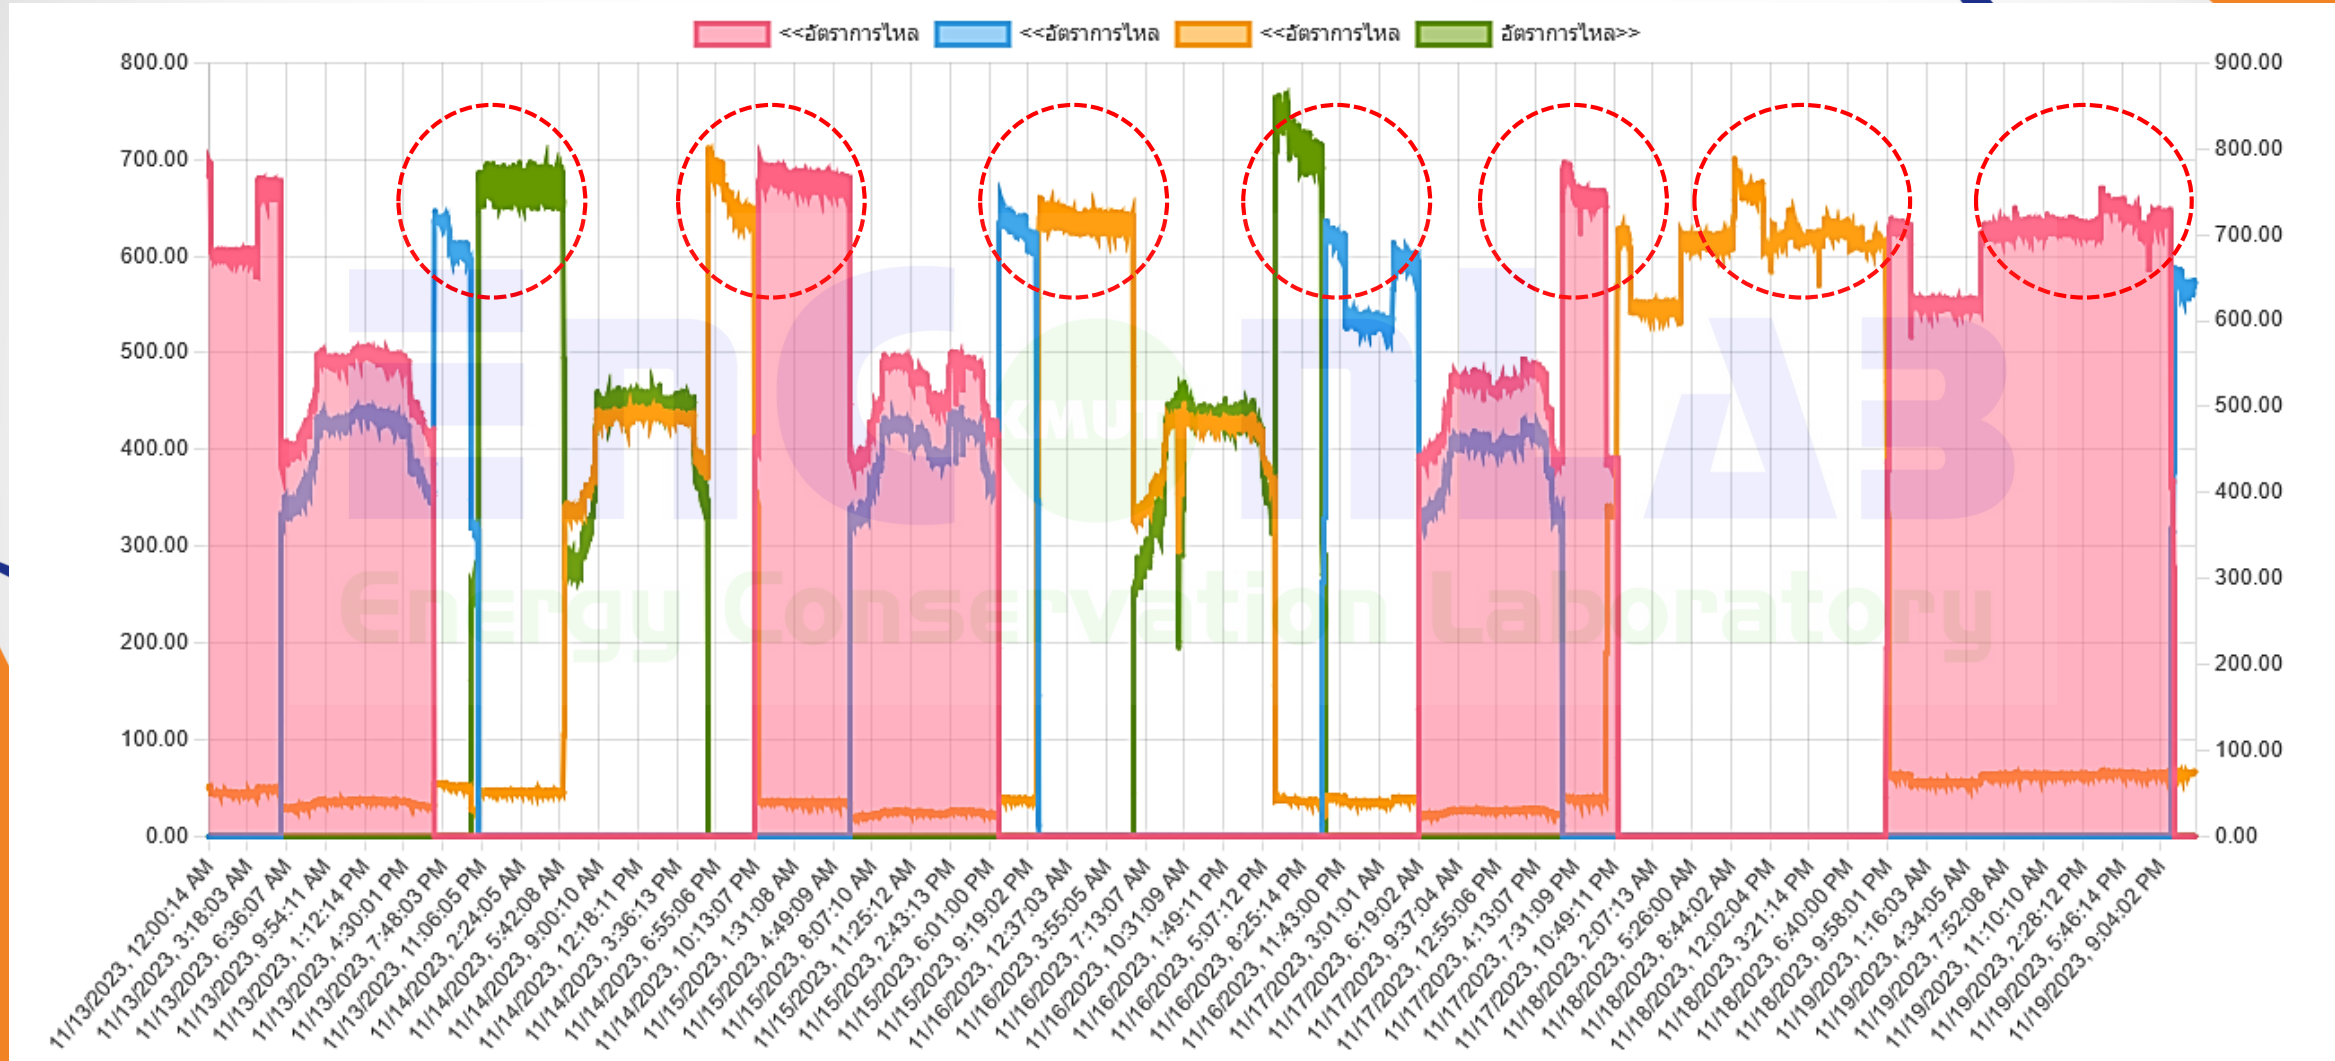 <<อัตราการไหล <<อัตราการไหล <<อัตราการไหล อัตราการไหล>>
800.00 900.00
700.00 800.00
600.00 700.00
500.00 600.00
400.00 500.00
300.00 400.00
200.00 300.00
100.00 200.00
0.00 100.00
0.00
EnConLAB
KMUTT
Energy Conservation Laboratory
11/13/2023, 12:00:14 AM
11/13/2023, 3:18:03 AM
11/13/2023, 6:36:07 AM
11/13/2023, 9:54:11 AM
11/13/2023, 1:12:14 PM
11/13/2023, 4:30:01 PM
11/13/2023, 7:48:03 PM
11/13/2023, 11:06:05 PM
11/14/2023, 2:24:05 AM
11/14/2023, 5:42:08 AM
11/14/2023, 9:00:10 AM
11/14/2023, 12:18:11 PM
11/14/2023, 3:36:13 PM
11/14/2023, 6:55:06 PM
11/14/2023, 10:13:07 PM
11/15/2023, 1:31:08 AM
11/15/2023, 4:49:09 AM
11/15/2023, 8:07:10 AM
11/15/2023, 11:25:12 AM
11/15/2023, 2:43:13 PM
11/15/2023, 6:01:00 PM
11/15/2023, 9:19:02 PM
11/16/2023, 12:37:03 AM
11/16/2023, 3:55:05 AM
11/16/2023, 7:13:07 AM
11/16/2023, 10:31:09 AM
11/16/2023, 1:49:11 PM
11/16/2023, 5:07:12 PM
11/16/2023, 8:25:14 PM
11/16/2023, 11:43:00 PM
11/17/2023, 3:01:01 AM
11/17/2023, 6:19:02 AM
11/17/2023, 9:37:04 AM
11/17/2023, 12:55:06 PM
11/17/2023, 4:13:07 PM
11/17/2023, 7:31:09 PM
11/17/2023, 10:49:11 PM
11/18/2023, 2:07:13 AM
11/18/2023, 5:26:00 AM
11/18/2023, 8:44:02 AM
11/18/2023, 12:02:04 PM
11/18/2023, 3:21:14 PM
11/18/2023, 6:40:00 PM
11/18/2023, 9:58:01 PM
11/19/2023, 1:16:03 AM
11/19/2023, 4:34:05 AM
11/19/2023, 7:52:08 AM
11/19/2023, 11:10:10 AM
11/19/2023, 2:28:12 PM
11/19/2023, 5:46:14 PM
11/19/2023, 9:04:02 PM